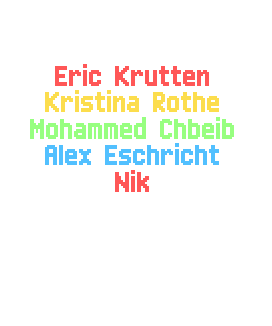 Eric Krutten
Kristina Rothe
Mohammed Chbeib
Alex Eschricht
Nik